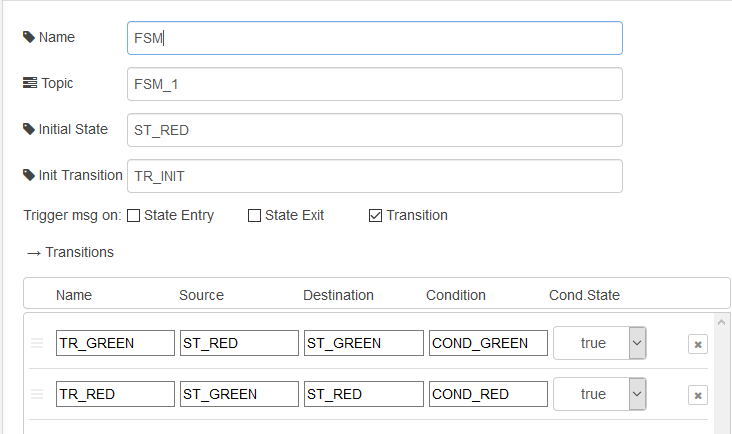 Name FSM
Topic FSM_1
Initial State ST_RED
Init Transition TR_INIT
Trigger msg on: State Entry State Exit Transition
→ Transitions
Name Source Destination Condition Cond.State
TR_GREEN ST_RED ST_GREEN COND_GREEN true
TR_RED ST_GREEN ST_RED COND_RED true